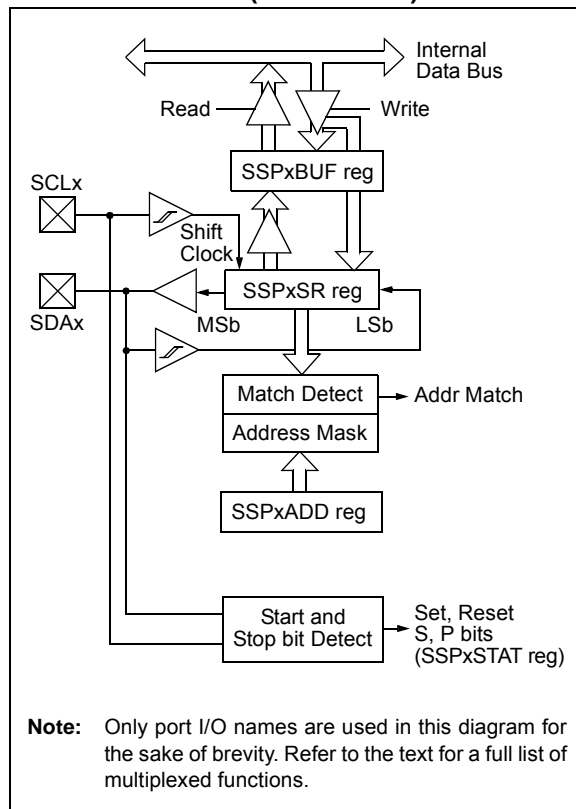 Internal
Data Bus
Read
Write
SSPxBUF reg
SCLx
Shift
Clock
SSPxSR reg
SDAx
MSb
LSb
Match Detect
Addr Match
Address Mask
SSPxADD reg
Start and
Stop bit Detect
Set, Reset
S, P bits
(SSPxSTAT reg)
Note: Only port I/O names are used in this diagram for
the sake of brevity. Refer to the text for a full list of
multiplexed functions.